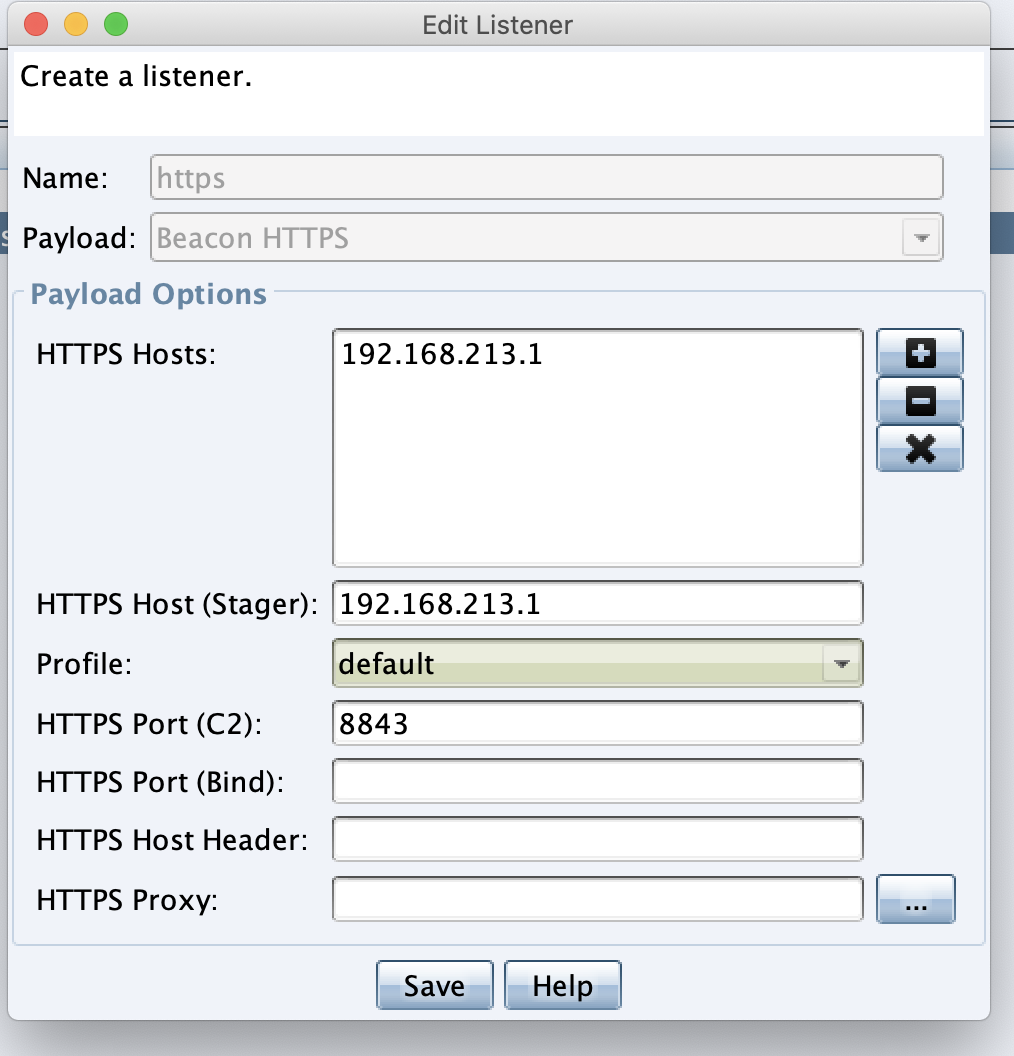 Edit Listener
Create a listener.
Name: https
Payload: Beacon HTTPS
Payload Options
HTTPS Hosts: 192.168.213.1
HTTPS Host (Stager): 192.168.213.1
Profile: default
HTTPS Port (C2): 8843
HTTPS Port (Bind):
HTTPS Host Header:
HTTPS Proxy: ...
Save Help